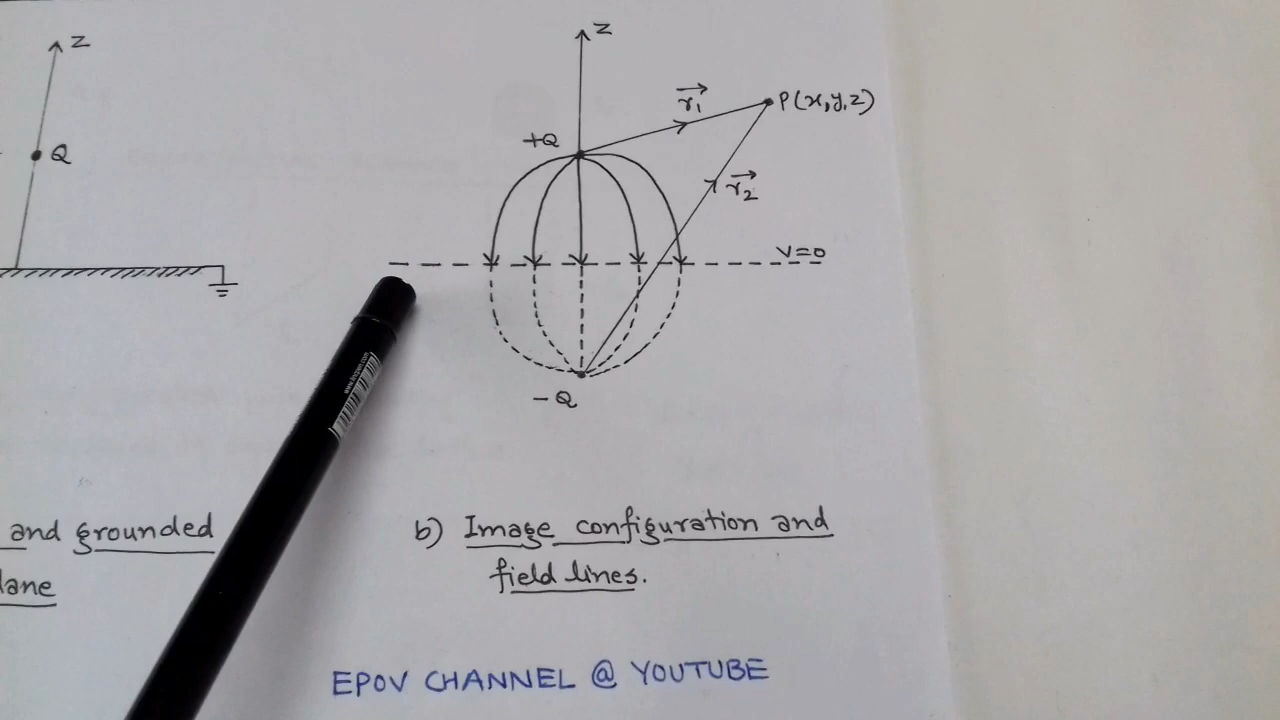 z
Q
z
+Q
r₁
P(x,y,z)
r₂
V=0
-Q
and grounded
lane
b) Image configuration and
field lines.
EPOV CHANNEL @ YOUTUBE